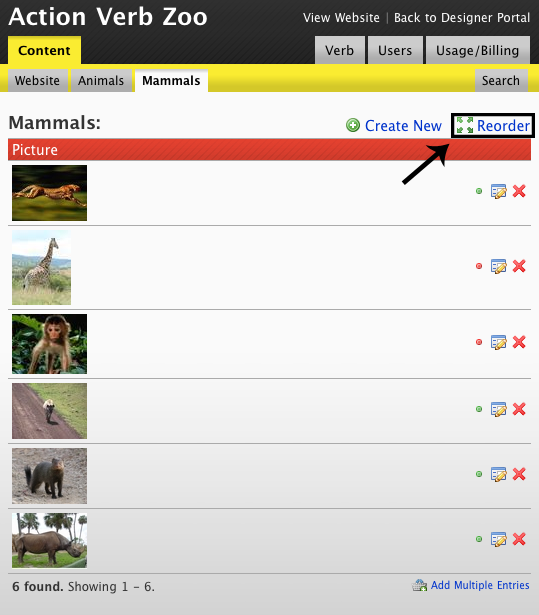 Action Verb Zoo
View Website | Back to Designer Portal
Content Verb Users Usage/Billing
Website Animals Mammals Search
Mammals: Create New Reorder
Picture
6 found. Showing 1 - 6. Add Multiple Entries